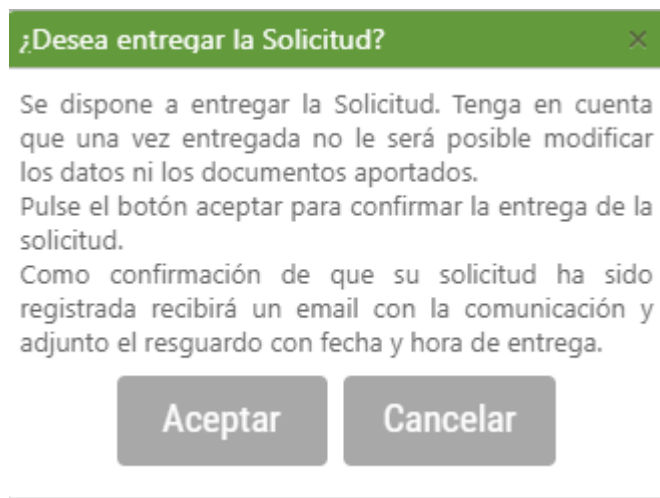 ¿Desea entregar la Solicitud?
Se dispone a entregar la Solicitud. Tenga en cuenta
que una vez entregada no le será posible modificar
los datos ni los documentos aportados.
Pulse el botón aceptar para confirmar la entrega de la
solicitud.
Como confirmación de que su solicitud ha sido
registrada recibirá un email con la comunicación y
adjunto el resguardo con fecha y hora de entrega.
Aceptar
Cancelar